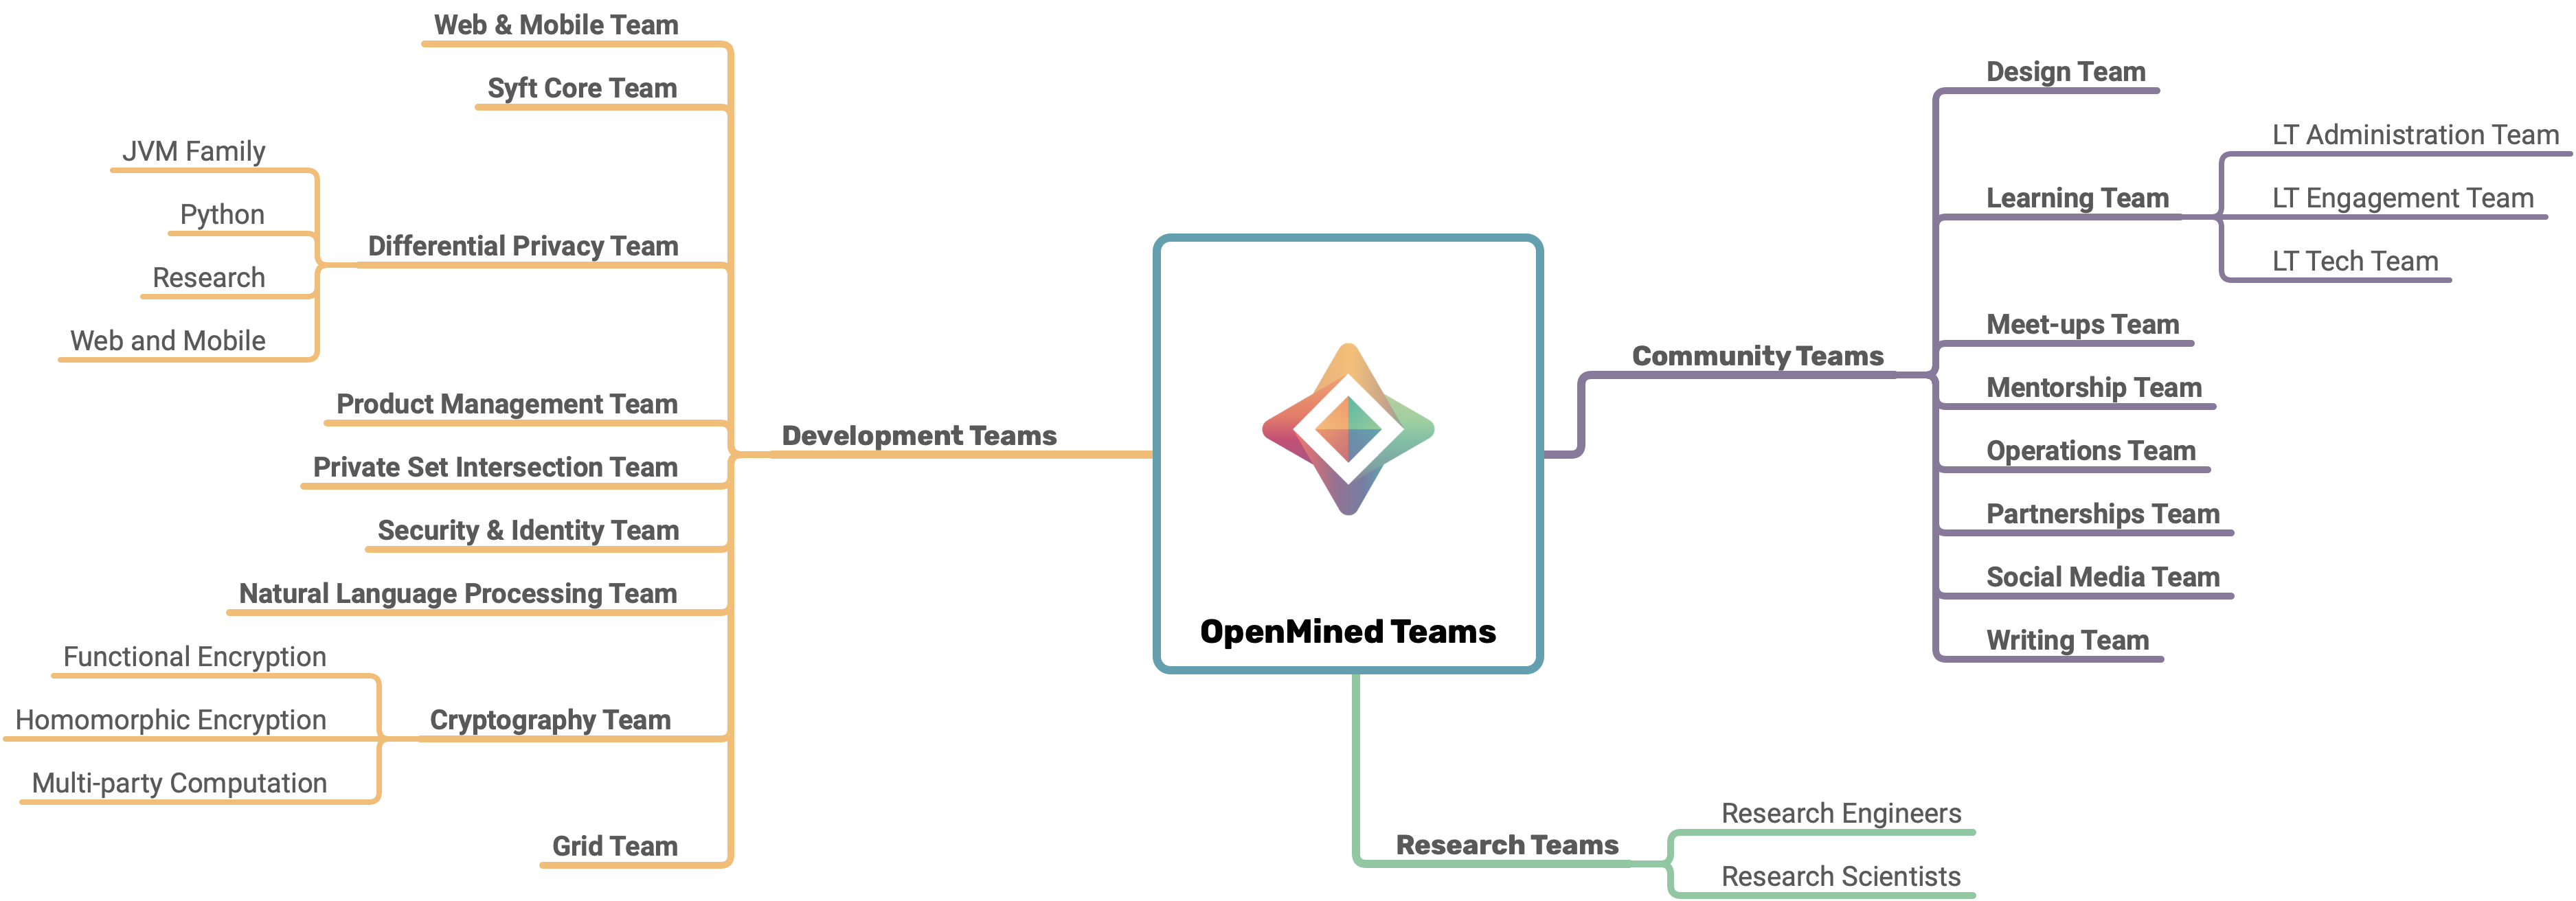 Web & Mobile Team
Syft Core Team
JVM Family
Python
Differential Privacy Team
Research
Web and Mobile
Product Management Team
Development Teams
Private Set Intersection Team
Security & Identity Team
Natural Language Processing Team
Functional Encryption
Homomorphic Encryption
Cryptography Team
Multi-party Computation
Grid Team
OpenMined Teams
Community Teams
Design Team
Learning Team
LT Administration Team
LT Engagement Team
LT Tech Team
Meet-ups Team
Mentorship Team
Operations Team
Partnerships Team
Social Media Team
Writing Team
Research Teams
Research Engineers
Research Scientists